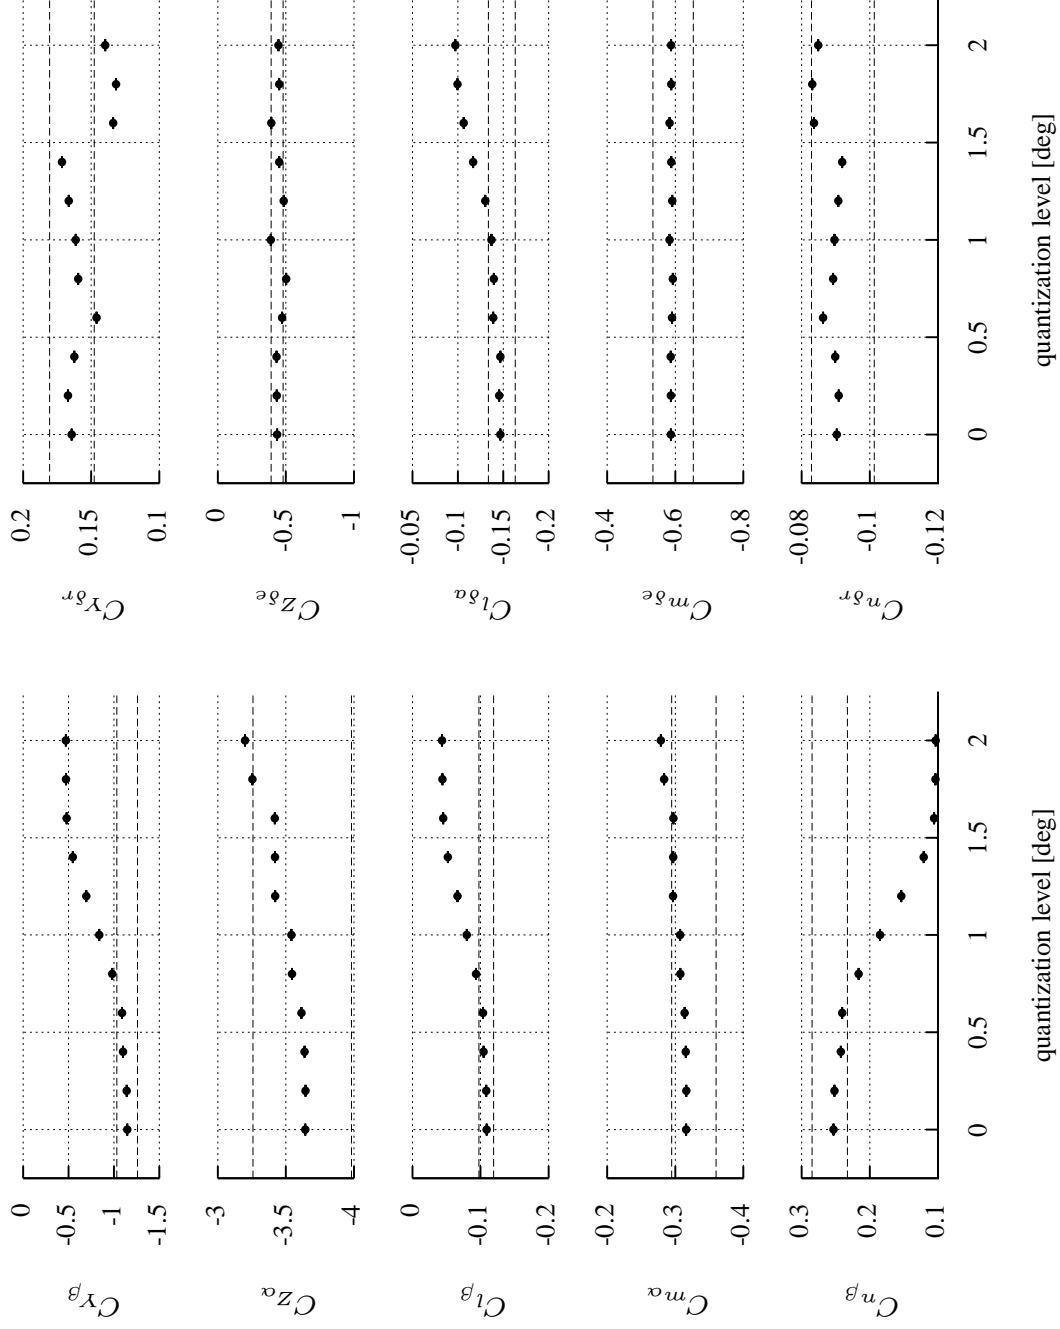 C_{Y_β}
0
-0.5
-1
-1.5
C_{Z_α}
-3
-3.5
-4
C_{l_β}
0
-0.1
-0.2
C_{m_α}
-0.2
-0.3
-0.4
C_{n_β}
0.3
0.2
0.1
0 0.5 1 1.5 2
quantization level [deg]
C_{Y_{δr}}
0.2
0.15
0.1
C_{Z_{δe}}
0
-0.5
-1
C_{l_{δa}}
-0.05
-0.1
-0.15
-0.2
C_{m_{δe}}
-0.4
-0.6
-0.8
C_{n_{δr}}
-0.08
-0.1
-0.12
0 0.5 1 1.5 2
quantization level [deg]